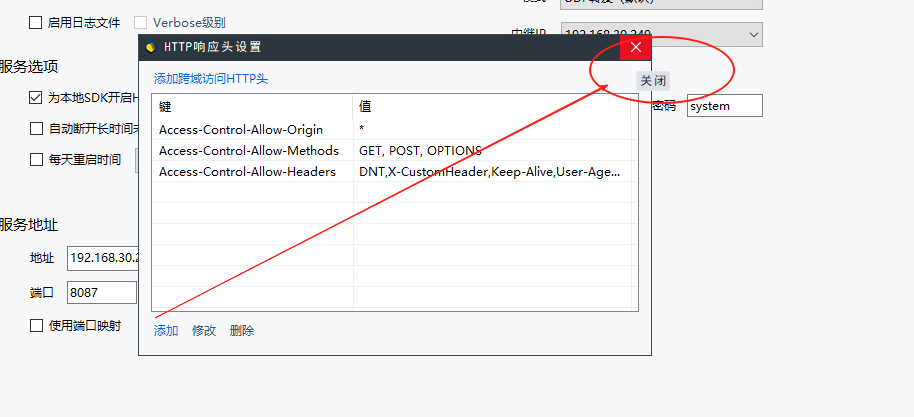 启用日志文件 Verbose级别
192.168.30.240
HTTP响应头设置
服务选项
添加跨域访问HTTP头
关闭
为本地SDK开启H
密码 system
键 值
自动断开长时间未
Access-Control-Allow-Origin *
每天重启时间
Access-Control-Allow-Methods GET, POST, OPTIONS
Access-Control-Allow-Headers DNT,X-CustomHeader,Keep-Alive,User-Age...
服务地址
地址 192.168.30.2
端口 8087
使用端口映射
添加 修改 删除